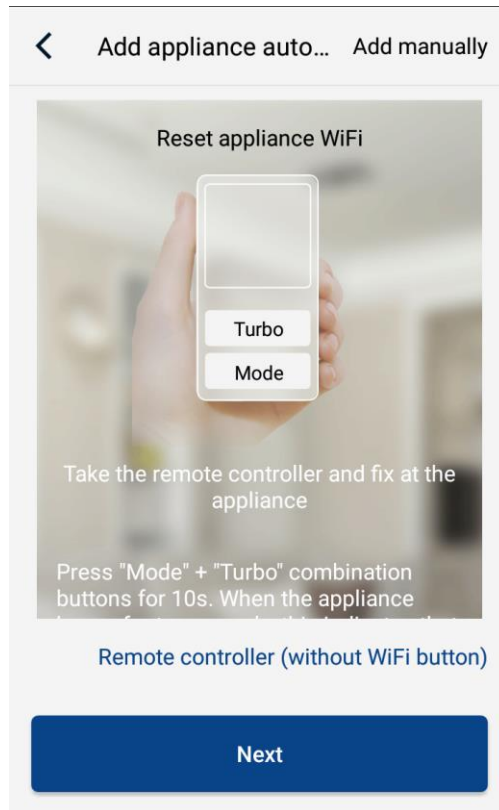 Add appliance auto... Add manually
Reset appliance WiFi
Turbo
Mode
Take the remote controller and fix at the
appliance
Press "Mode" + "Turbo" combination
buttons for 10s. When the appliance
Remote controller (without WiFi button)
Next